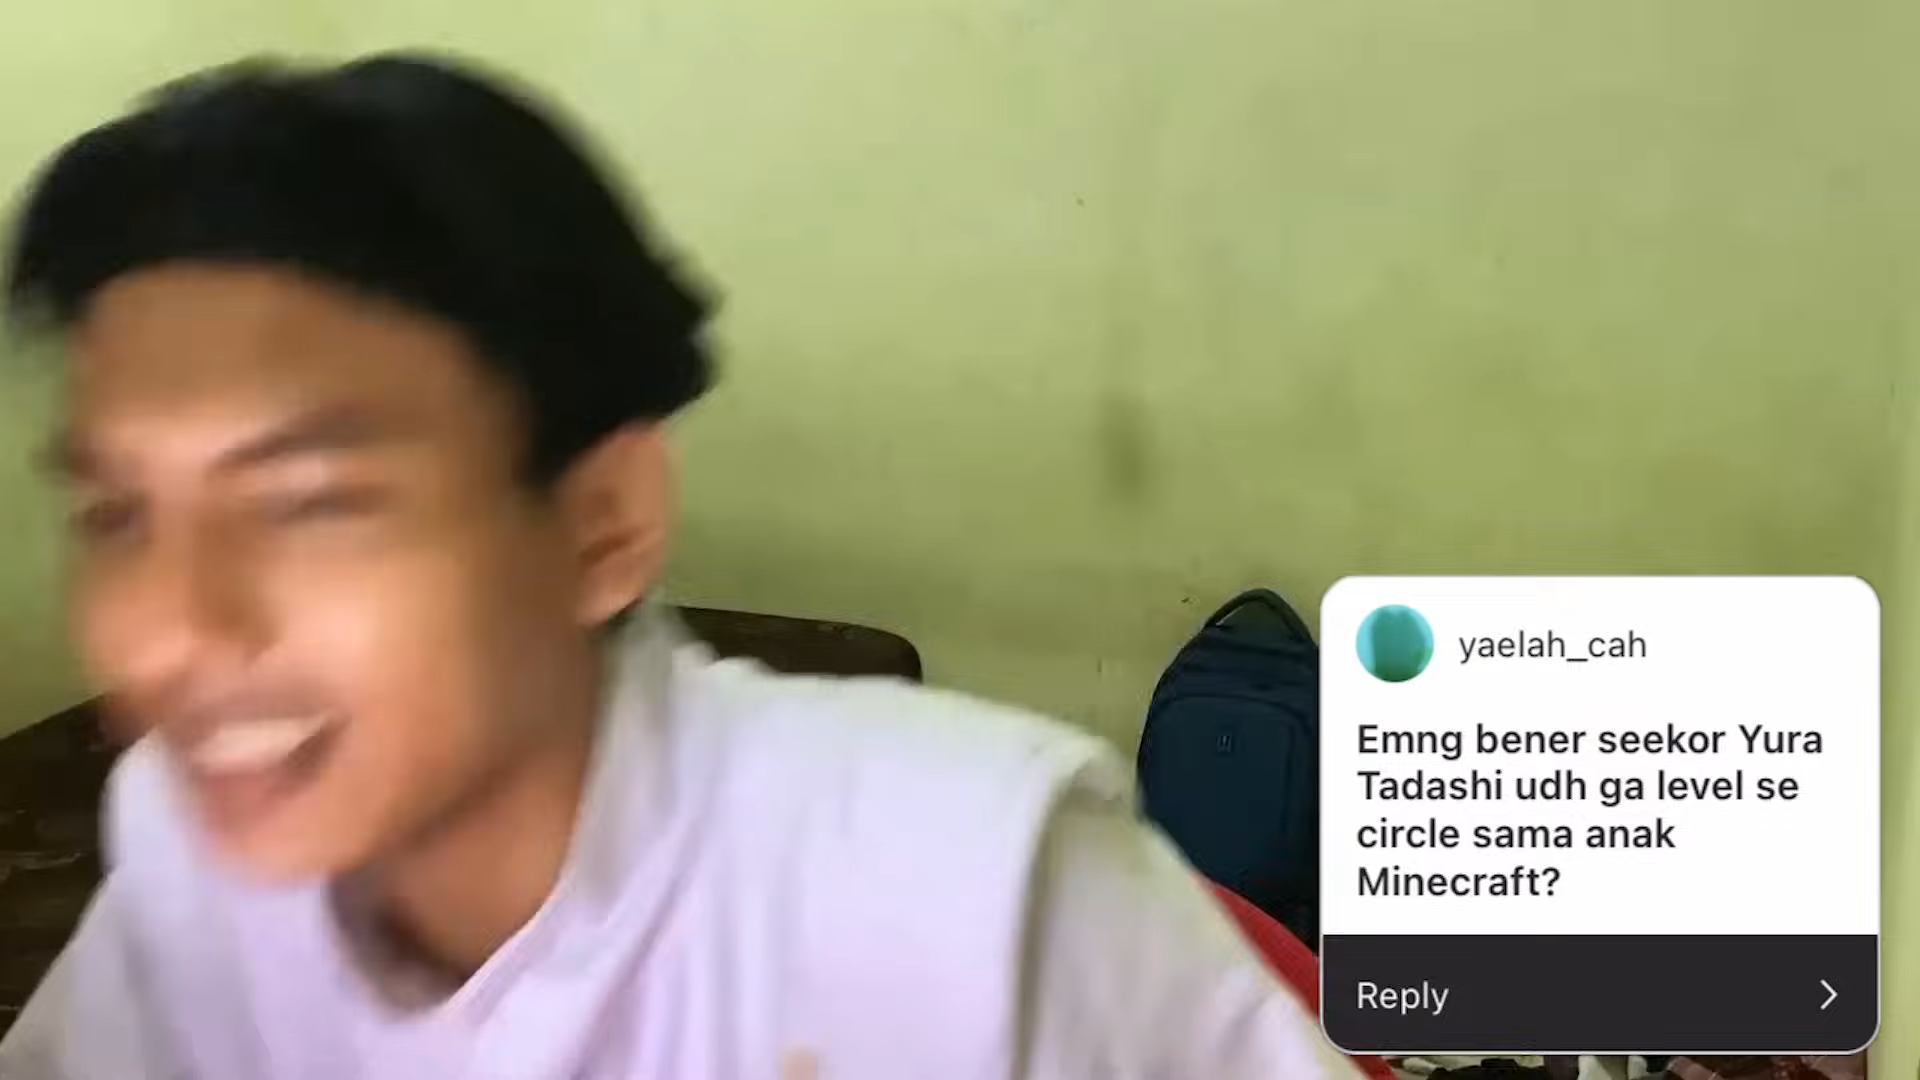 yaelah_cah
Emng bener seekor Yura
Tadashi udh ga level se
circle sama anak
Minecraft?
Reply